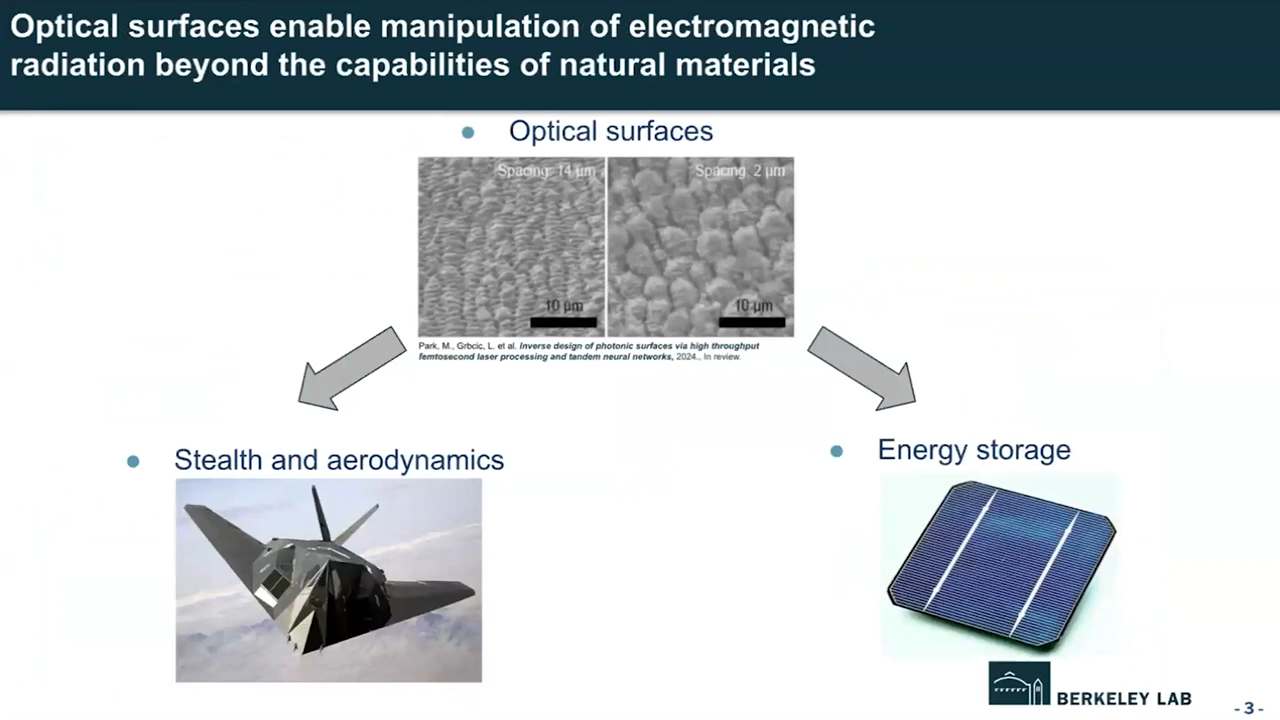 Optical surfaces enable manipulation of electromagnetic
radiation beyond the capabilities of natural materials
• Optical surfaces
Spacing: 14 µm
Spacing: 2 µm
10 µm
10 µm
Park, M., Grbcic, L. et al. Inverse design of photonic surfaces via high throughput
femtosecond laser processing and tandem neural networks, 2024., In review.
• Stealth and aerodynamics
• Energy storage
BERKELEY LAB
- 3 -